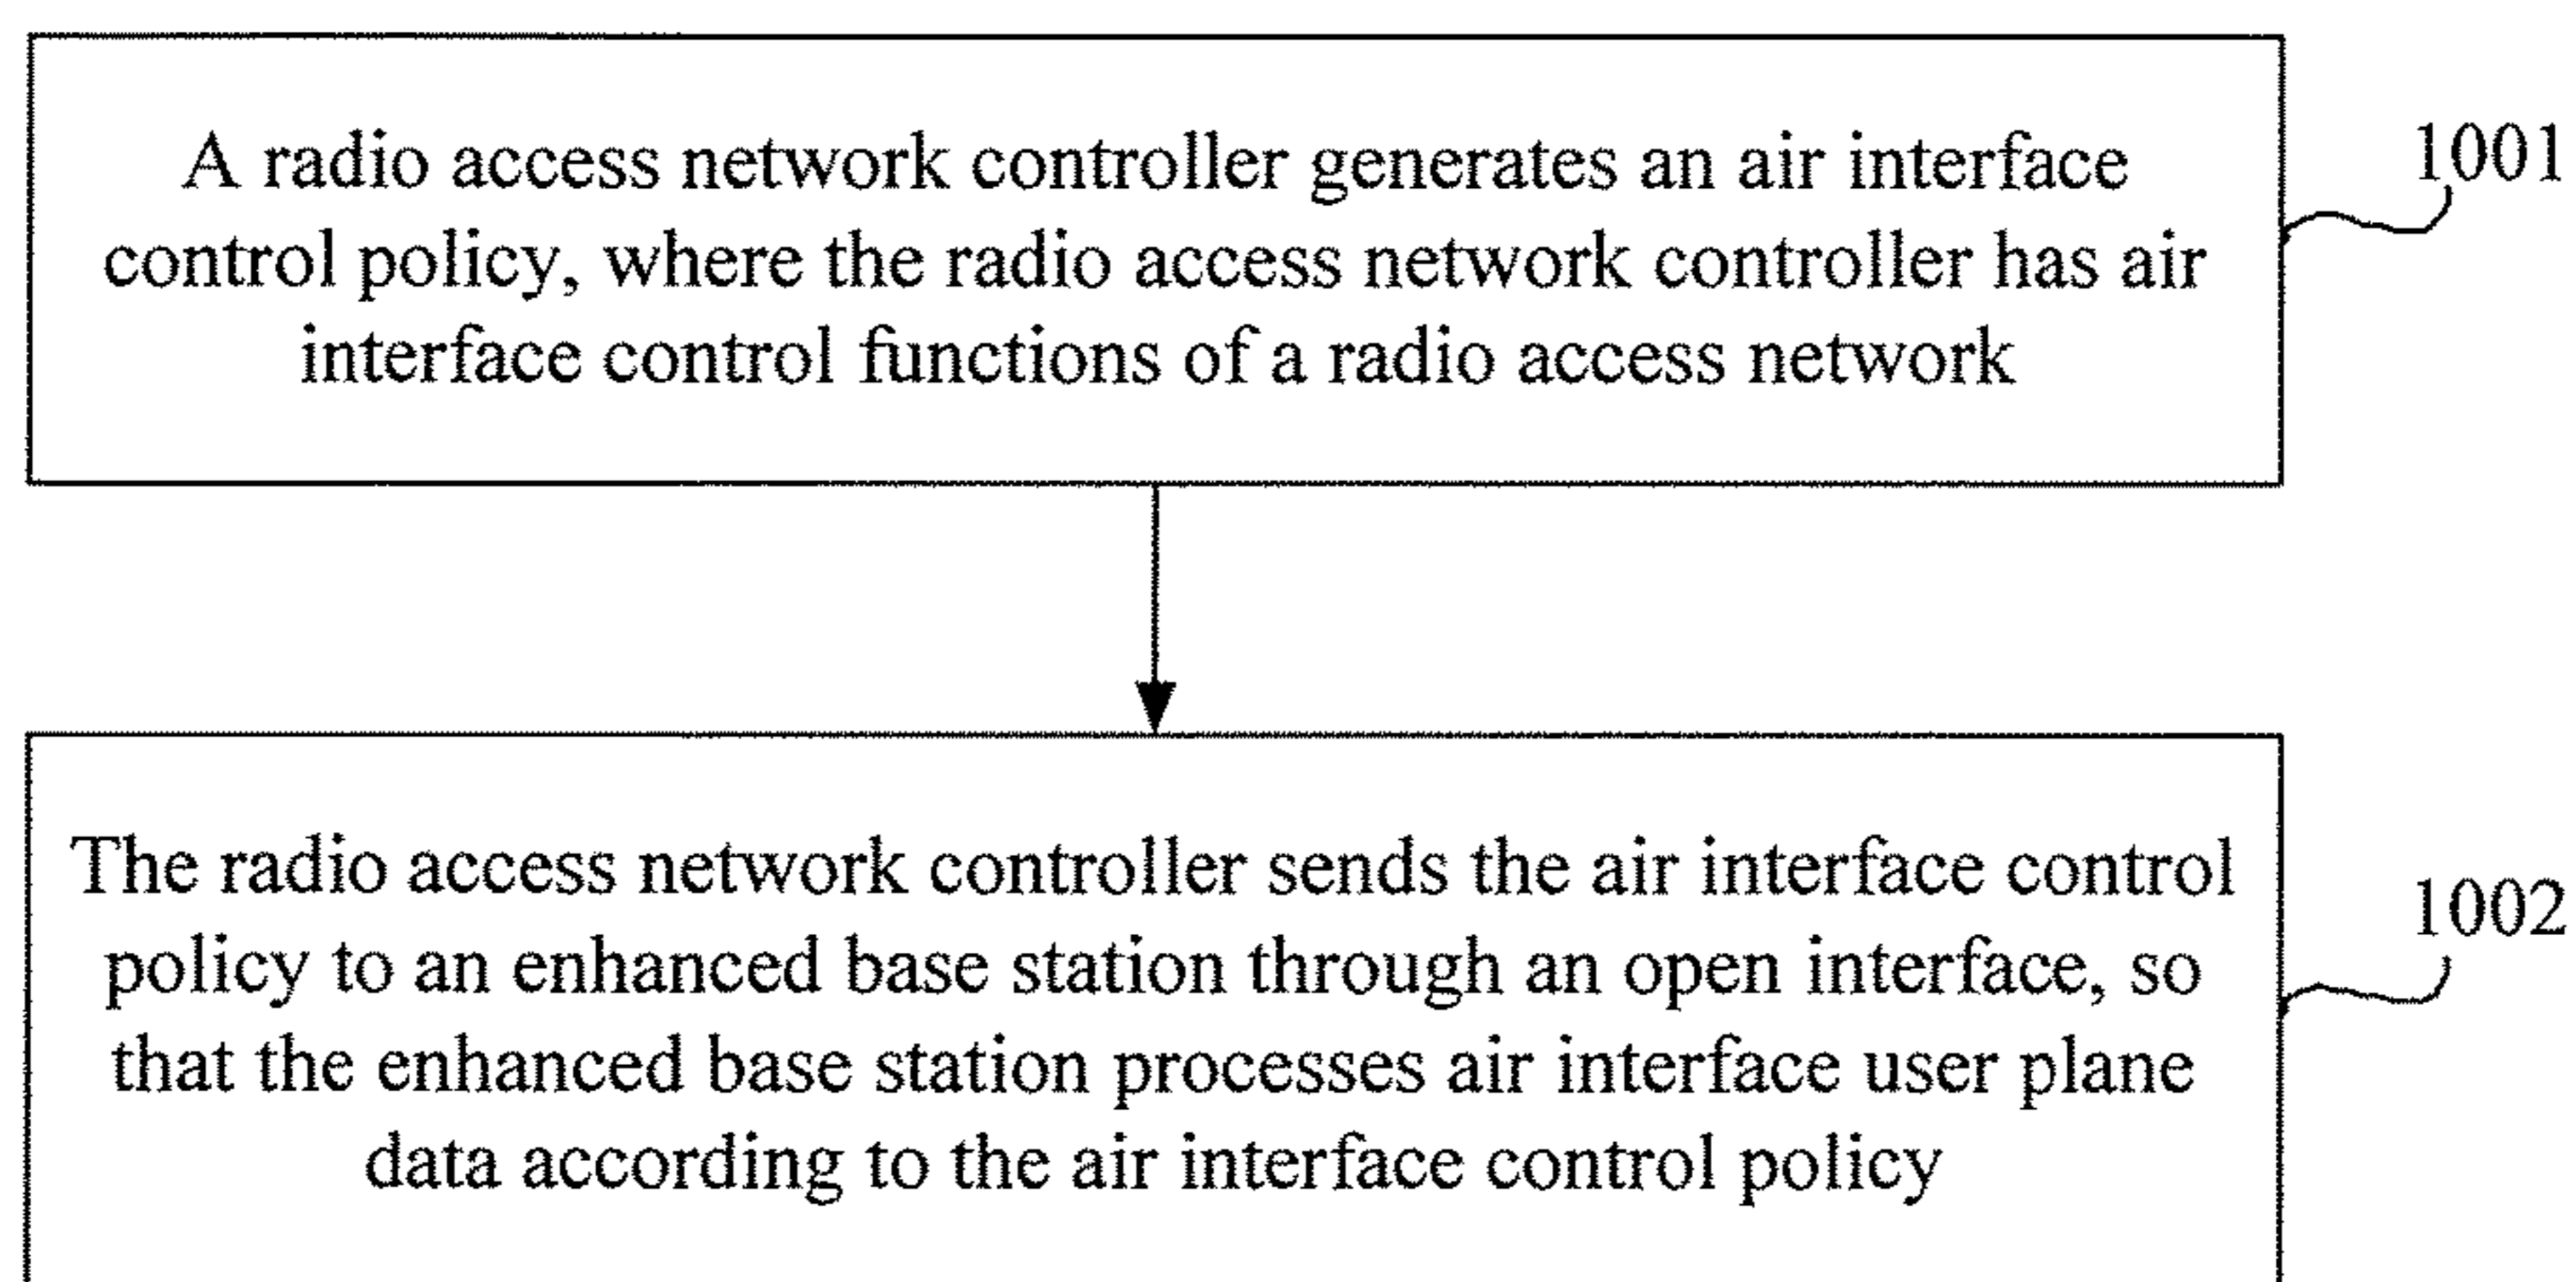 A radio access network controller generates an air interface
control policy, where the radio access network controller has air
interface control functions of a radio access network
1001
The radio access network controller sends the air interface control
policy to an enhanced base station through an open interface, so
that the enhanced base station processes air interface user plane
data according to the air interface control policy
1002